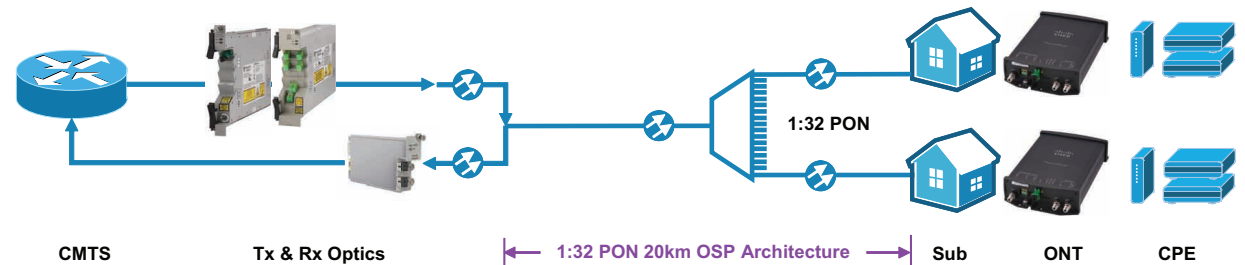 1:32 PON
CMTS
Tx & Rx Optics
1:32 PON 20km OSP Architecture
Sub
ONT
CPE